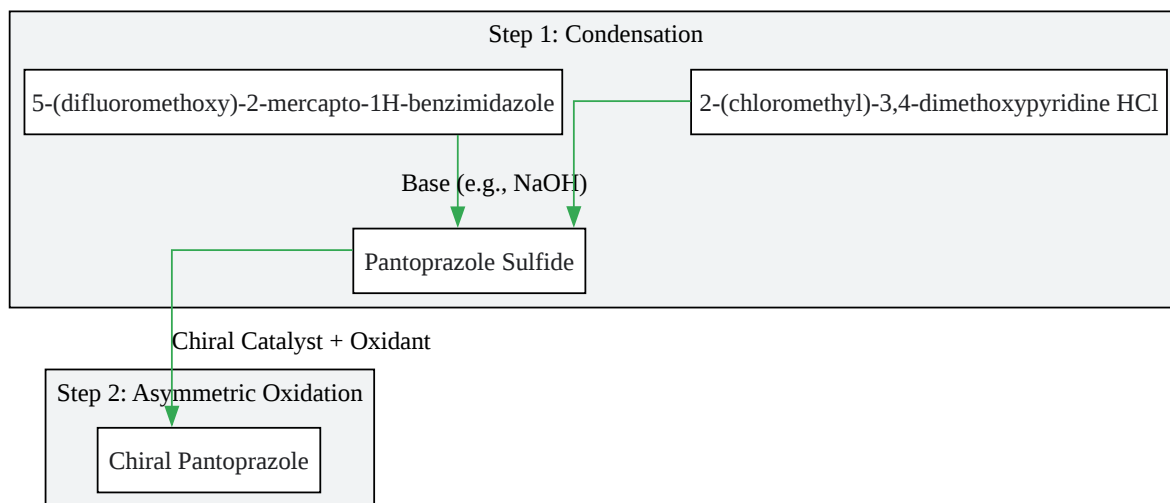 Step 1: Condensation
5-(difluoromethoxy)-2-mercapto-1H-benzimidazole
2-(chloromethyl)-3,4-dimethoxypyridine HCl
Base (e.g., NaOH)
Pantoprazole Sulfide
Chiral Catalyst + Oxidant
Step 2: Asymmetric Oxidation
Chiral Pantoprazole